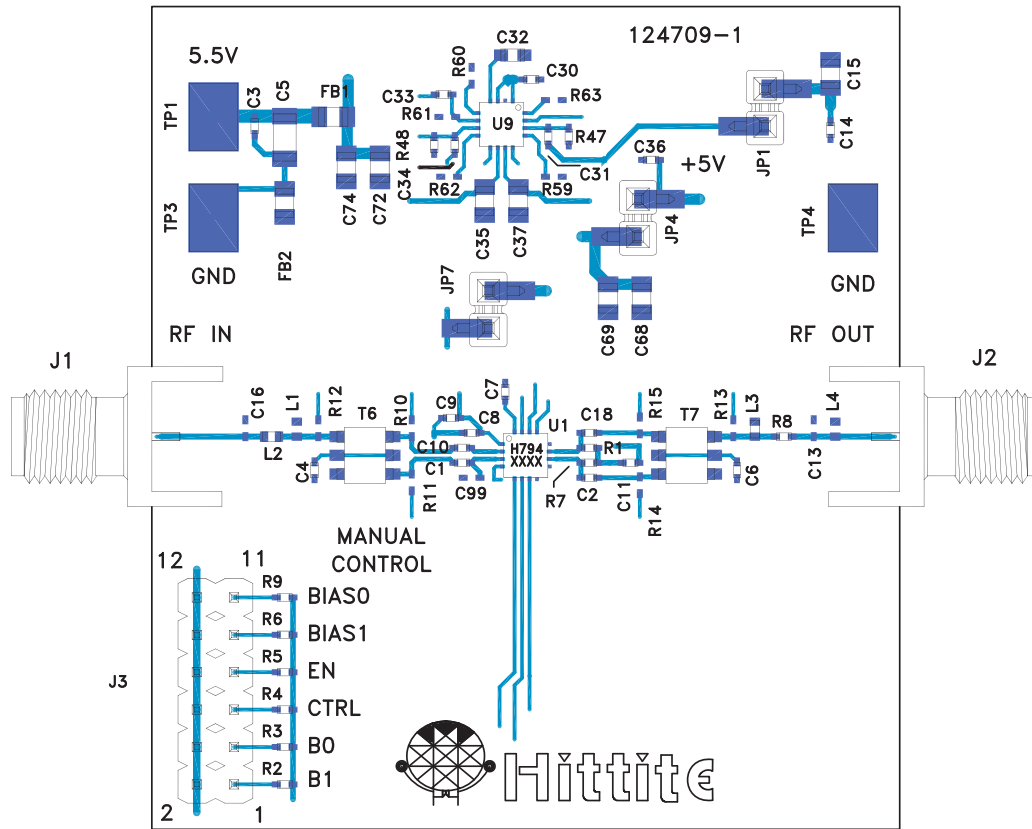 124709-1
5.5V
C32
R60
C30
C15
C3
C5
FB1
C33
R63
TP1
R61
U9
R48
R47
C14
JP1
C36
+5V
C31
C34
R62
R59
TP3
C74
C72
TP4
JP4
C35
C37
FB2
GND
JP7
GND
C69
C68
RF IN
RF OUT
J1
J2
C16
L1
R12
T6
R10
C9
C7
C8
U1
C18
R15
T7
R13
L3
R8
L4
L2
C4
C10
C1
H794
XXXX
R1
C13
C6
R11
C99
R7
C2
C11
R14
MANUAL
CONTROL
12
11
R9
BIAS0
R6
BIAS1
R5
EN
J3
R4
CTRL
R3
B0
R2
B1
2
1
Hittite